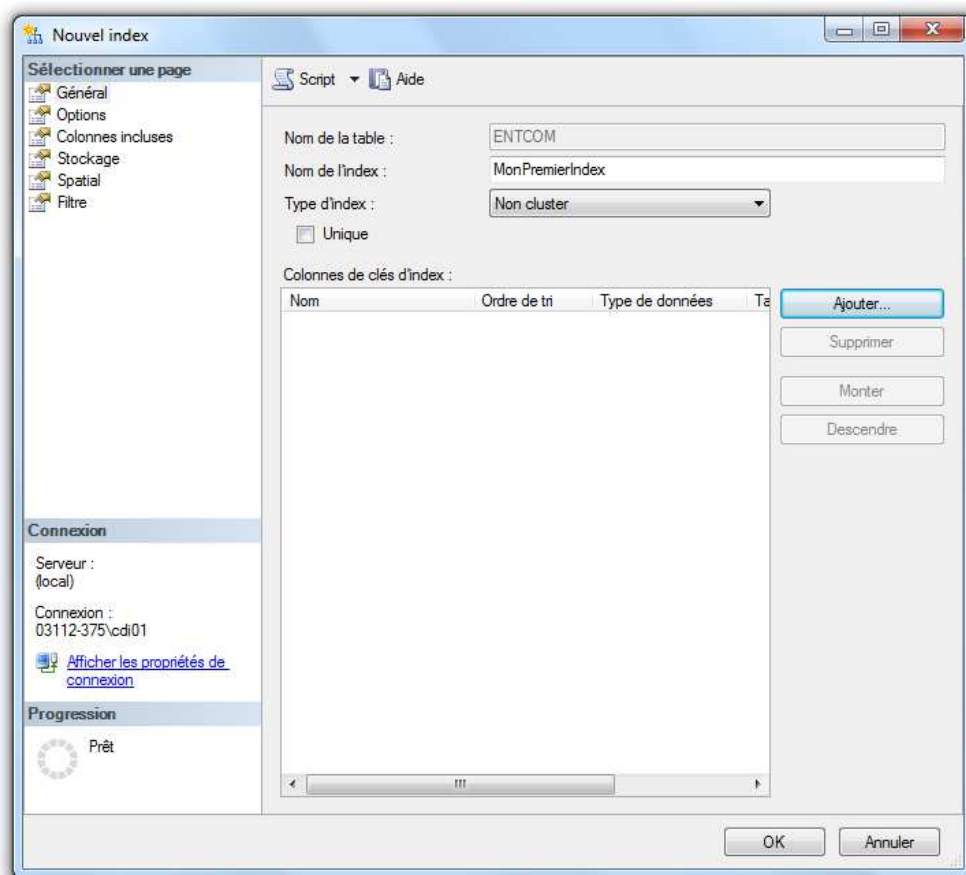 Nouvel index
Sélectionner une page
Général
Options
Colonnes incluses
Stockage
Spatial
Filtre
Connexion
Serveur :
(local)
Connexion :
03112-375\cdi01
Afficher les propriétés de
connexion
Progression
Prêt
Script
Aide
Nom de la table :
ENTCOM
Nom de l'index :
MonPremierIndex
Type d'index :
Non cluster
Unique
Colonnes de clés d'index :
Nom
Ordre de tri
Type de données
Ta
Ajouter...
Supprimer
Monter
Descendre
OK
Annuler